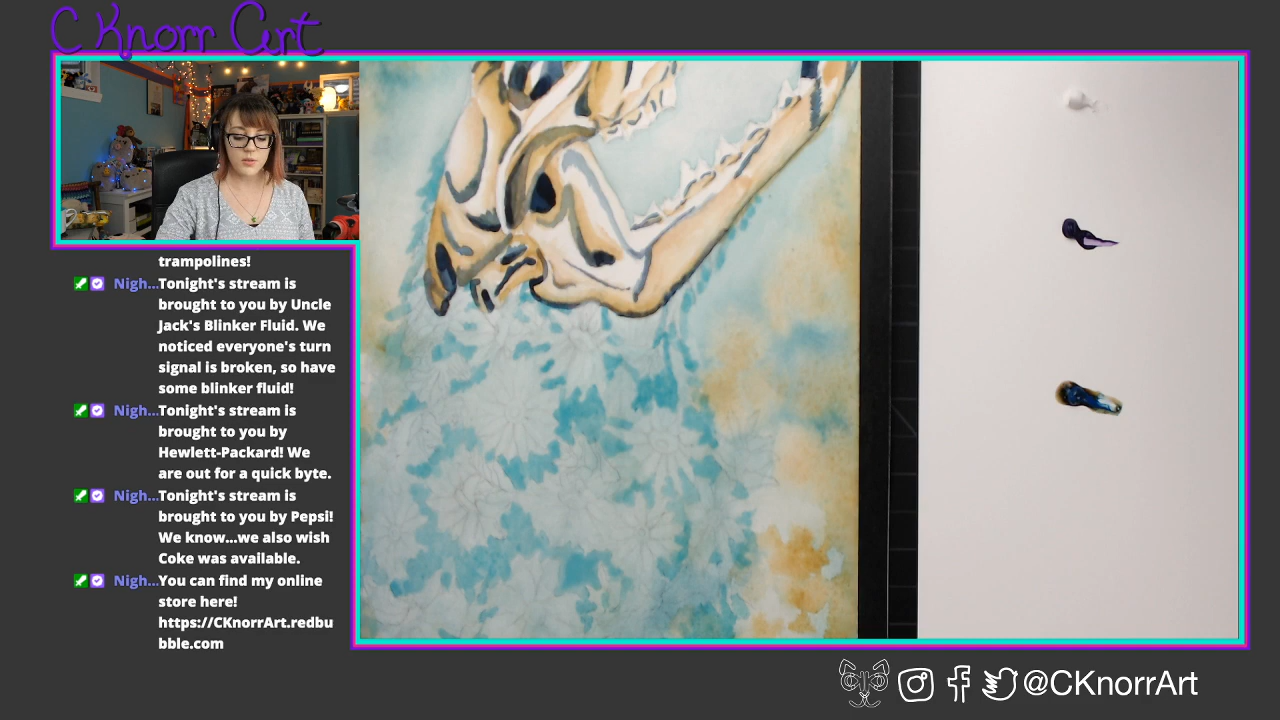 C Knorr Art
trampolines!
Nigh... Tonight's stream is
brought to you by Uncle
Jack's Blinker Fluid. We
noticed everyone's turn
signal is broken, so have
some blinker fluid!
Nigh... Tonight's stream is
brought to you by
Hewlett-Packard! We
are out for a quick byte.
Nigh... Tonight's stream is
brought to you by Pepsi!
We know...we also wish
Coke was available.
Nigh... You can find my online
store here!
https://CKnorrArt.redbu
bble.com
@CKnorrArt